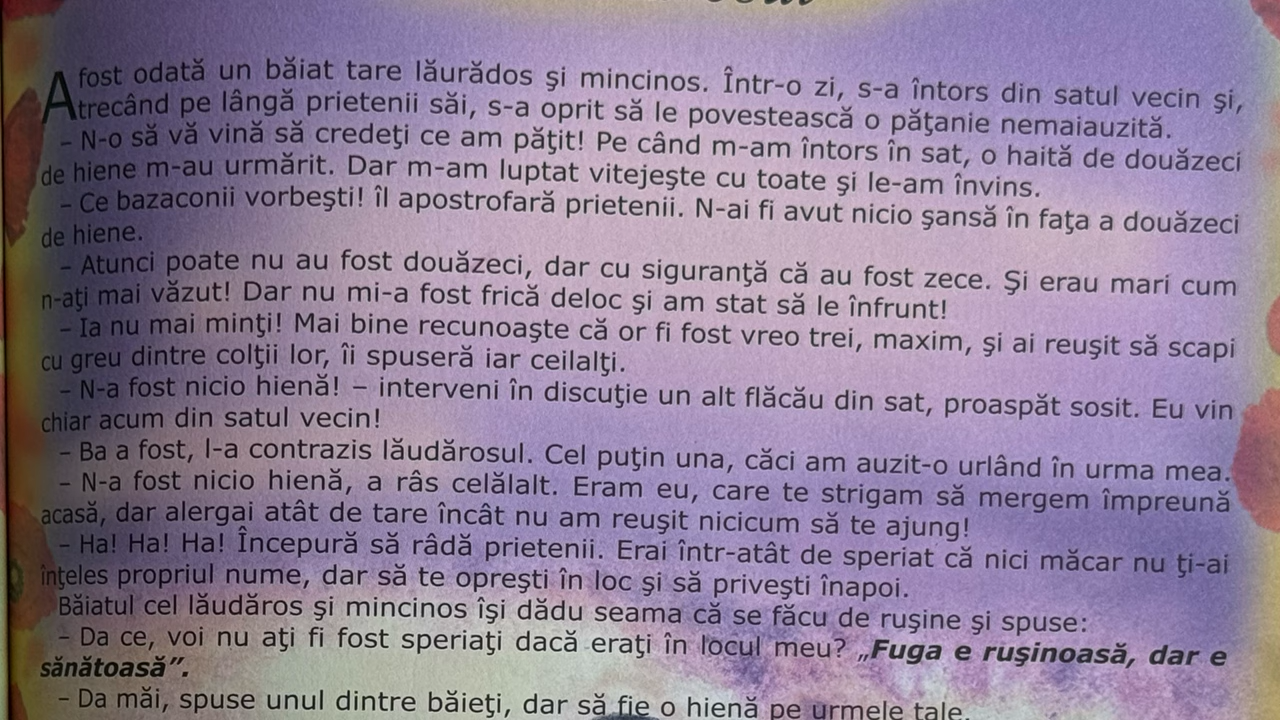 A fost odată un băiat tare lăurădos şi mincinos. Într-o zi, s-a întors din satul vecin şi,
trecând pe lângă prietenii săi, s-a oprit să le povestească o păţanie nemaiauzită.
– N-o să vă vină să credeţi ce am păţit! Pe când m-am întors în sat, o haită de douăzeci
de hiene m-au urmărit. Dar m-am luptat vitejeşte cu toate şi le-am învins.
– Ce bazaconii vorbeşti! îl apostrofară prietenii. N-ai fi avut nicio şansă în faţa a douăzeci
de hiene.
– Atunci poate nu au fost douăzeci, dar cu siguranţă că au fost zece. Şi erau mari cum
n-aţi mai văzut! Dar nu mi-a fost frică deloc şi am stat să le înfrunt!
– Ia nu mai minţi! Mai bine recunoaşte că or fi fost vreo trei, maxim, şi ai reuşit să scapi
cu greu dintre colţii lor, îi spuseră iar ceilalţi.
– N-a fost nicio hienă! – interveni în discuţie un alt flăcău din sat, proaspăt sosit. Eu vin
chiar acum din satul vecin!
– Ba a fost, l-a contrazis lăudărosul. Cel puţin una, căci am auzit-o urlând în urma mea.
– N-a fost nicio hienă, a râs celălalt. Eram eu, care te strigam să mergem împreună
acasă, dar alergai atât de tare încât nu am reuşit nicicum să te ajung!
– Ha! Ha! Ha! Începură să râdă prietenii. Erai într-atât de speriat că nici măcar nu ţi-ai
înţeles propriul nume, dar să te opreşti în loc şi să priveşti înapoi.
Băiatul cel lăudăros şi mincinos îşi dădu seama că se făcu de ruşine şi spuse:
– Da ce, voi nu aţi fi fost speriaţi dacă eraţi în locul meu? „Fuga e ruşinoasă, dar e
sănătoasă”.
– Da măi, spuse unul dintre băieţi, dar să fie o hienă pe urmele tale.